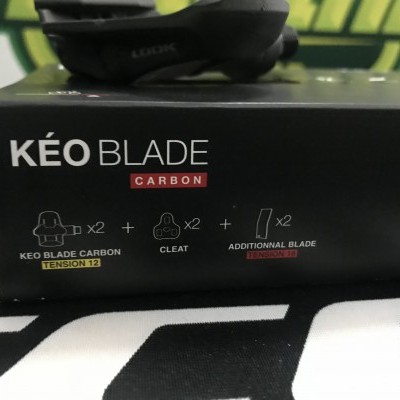 LOOK
KÉO BLADE
CARBON
x2 + x2 + x2
KEO BLADE CARBON
TENSION 12
CLEAT
ADDITIONNAL BLADE
TENSION 16